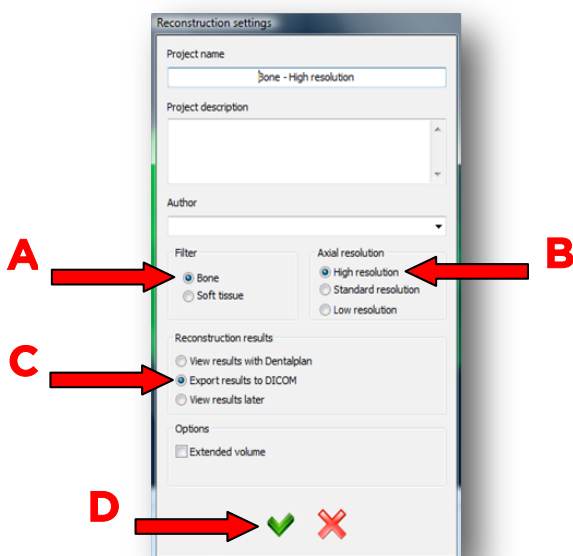 Reconstruction settings
Project name
Bone - High resolution
Project description
Author
Filter
Axial resolution
A
B
Bone
High resolution
Soft tissue
Standard resolution
Low resolution
Reconstruction results
View results with Dentalplan
C
Export results to DICOM
View results later
Options
Extended volume
D